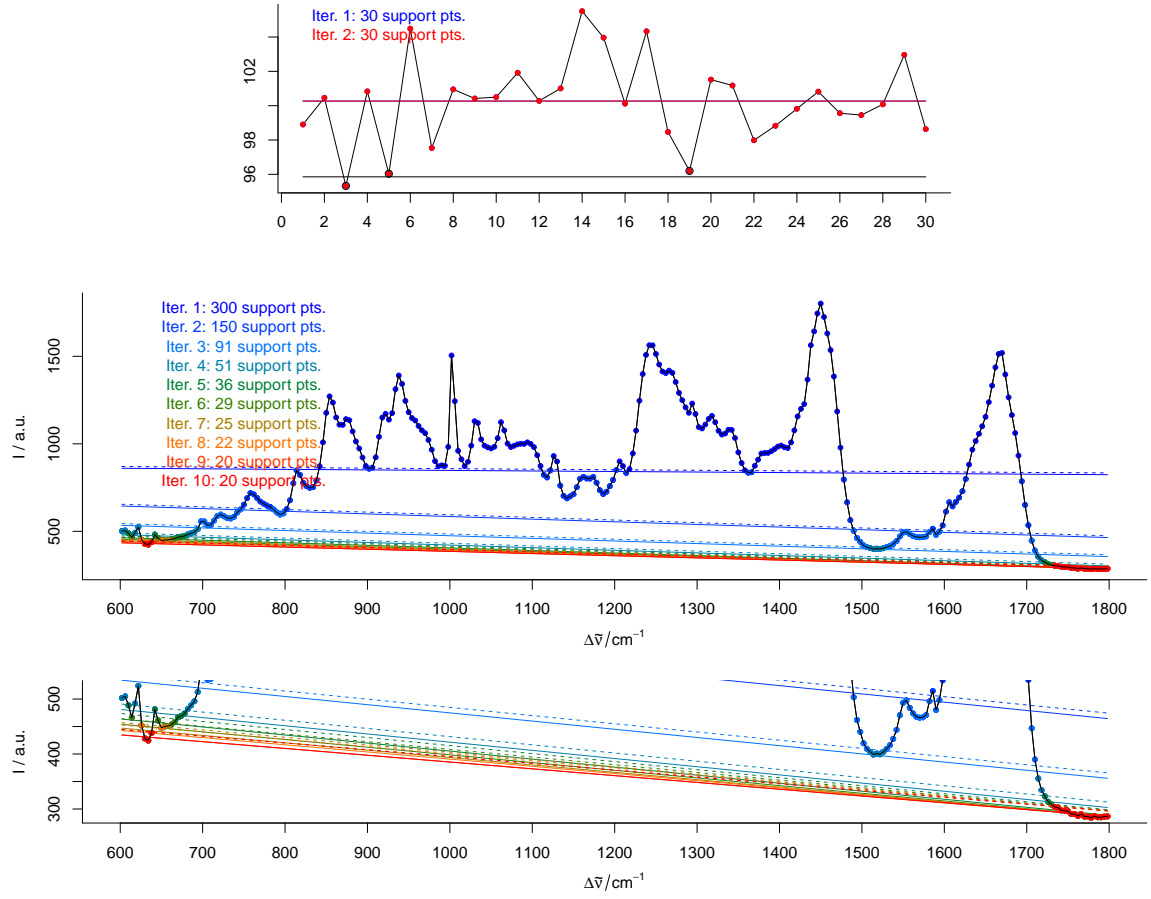 Iter. 1: 30 support pts.
Iter. 2: 30 support pts.
102
98
96
0 2 4 6 8 10 12 14 16 18 20 22 24 26 28 30
Iter. 1: 300 support pts.
Iter. 2: 150 support pts.
Iter. 3: 91 support pts.
Iter. 4: 51 support pts.
Iter. 5: 36 support pts.
Iter. 6: 29 support pts.
Iter. 7: 25 support pts.
Iter. 8: 22 support pts.
Iter. 9: 20 support pts.
Iter. 10: 20 support pts.
I / a.u.
1500
1000
500
600 700 800 900 1000 1100 1200 1300 1400 1500 1600 1700 1800
Δν̃/cm⁻¹
I / a.u.
500
400
300
600 700 800 900 1000 1100 1200 1300 1400 1500 1600 1700 1800
Δν̃/cm⁻¹